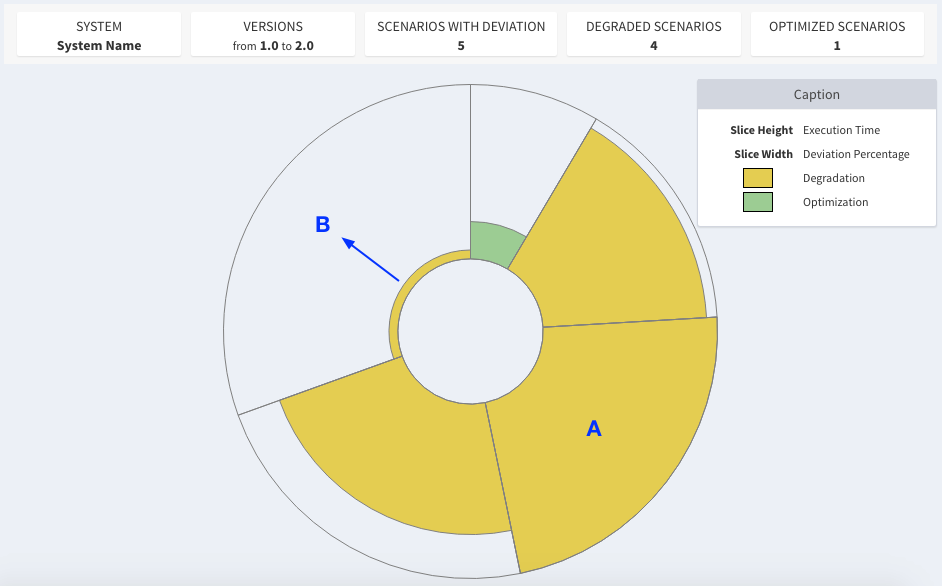 SYSTEM
System Name
VERSIONS
from 1.0 to 2.0
SCENARIOS WITH DEVIATION
5
DEGRADED SCENARIOS
4
OPTIMIZED SCENARIOS
1
Caption
Slice Height Execution Time
Slice Width Deviation Percentage
Degradation
Optimization
B
A